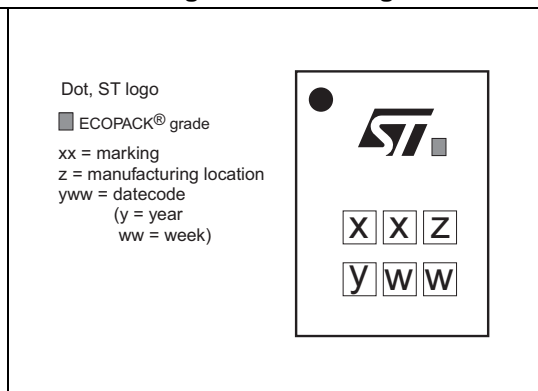 Dot, ST logo
ECOPACK® grade
xx = marking
z = manufacturing location
yww = datecode
(y = year
ww = week)
ST
x x z
y w w